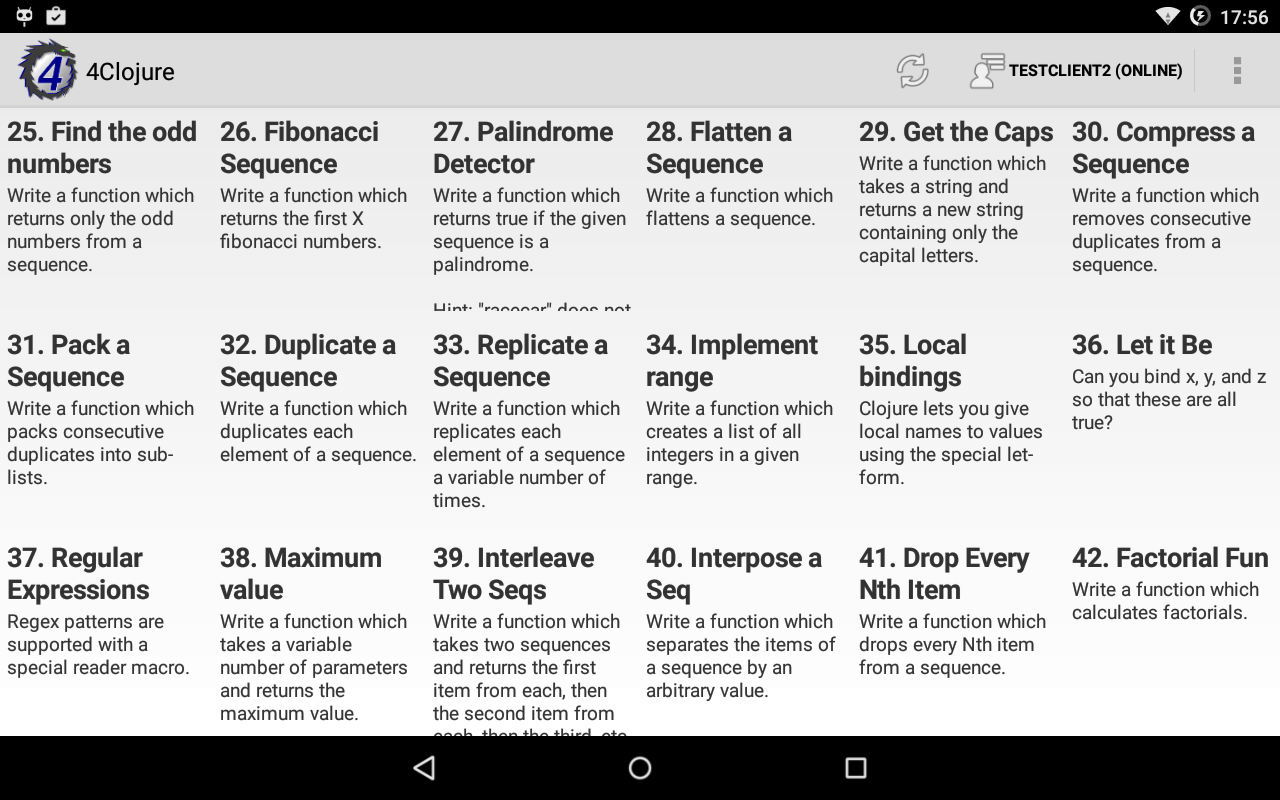 17:56
4
4Clojure
TESTCLIENT2 (ONLINE)
25. Find the odd
numbers
Write a function which
returns only the odd
numbers from a
sequence.
26. Fibonacci
Sequence
Write a function which
returns the first X
fibonacci numbers.
27. Palindrome
Detector
Write a function which
returns true if the given
sequence is a
palindrome.
Hint: "racecar" does not
28. Flatten a
Sequence
Write a function which
flattens a sequence.
29. Get the Caps
Write a function which
takes a string and
returns a new string
containing only the
capital letters.
30. Compress a
Sequence
Write a function which
removes consecutive
duplicates from a
sequence.
31. Pack a
Sequence
Write a function which
packs consecutive
duplicates into sub-
lists.
32. Duplicate a
Sequence
Write a function which
duplicates each
element of a sequence.
33. Replicate a
Sequence
Write a function which
replicates each
element of a sequence
a variable number of
times.
34. Implement
range
Write a function which
creates a list of all
integers in a given
range.
35. Local
bindings
Clojure lets you give
local names to values
using the special let-
form.
36. Let it Be
Can you bind x, y, and z
so that these are all
true?
37. Regular
Expressions
Regex patterns are
supported with a
special reader macro.
38. Maximum
value
Write a function which
takes a variable
number of parameters
and returns the
maximum value.
39. Interleave
Two Seqs
Write a function which
takes two sequences
and returns the first
item from each, then
the second item from
each, then the third, etc
40. Interpose a
Seq
Write a function which
separates the items of
a sequence by an
arbitrary value.
41. Drop Every
Nth Item
Write a function which
drops every Nth item
from a sequence.
42. Factorial Fun
Write a function which
calculates factorials.